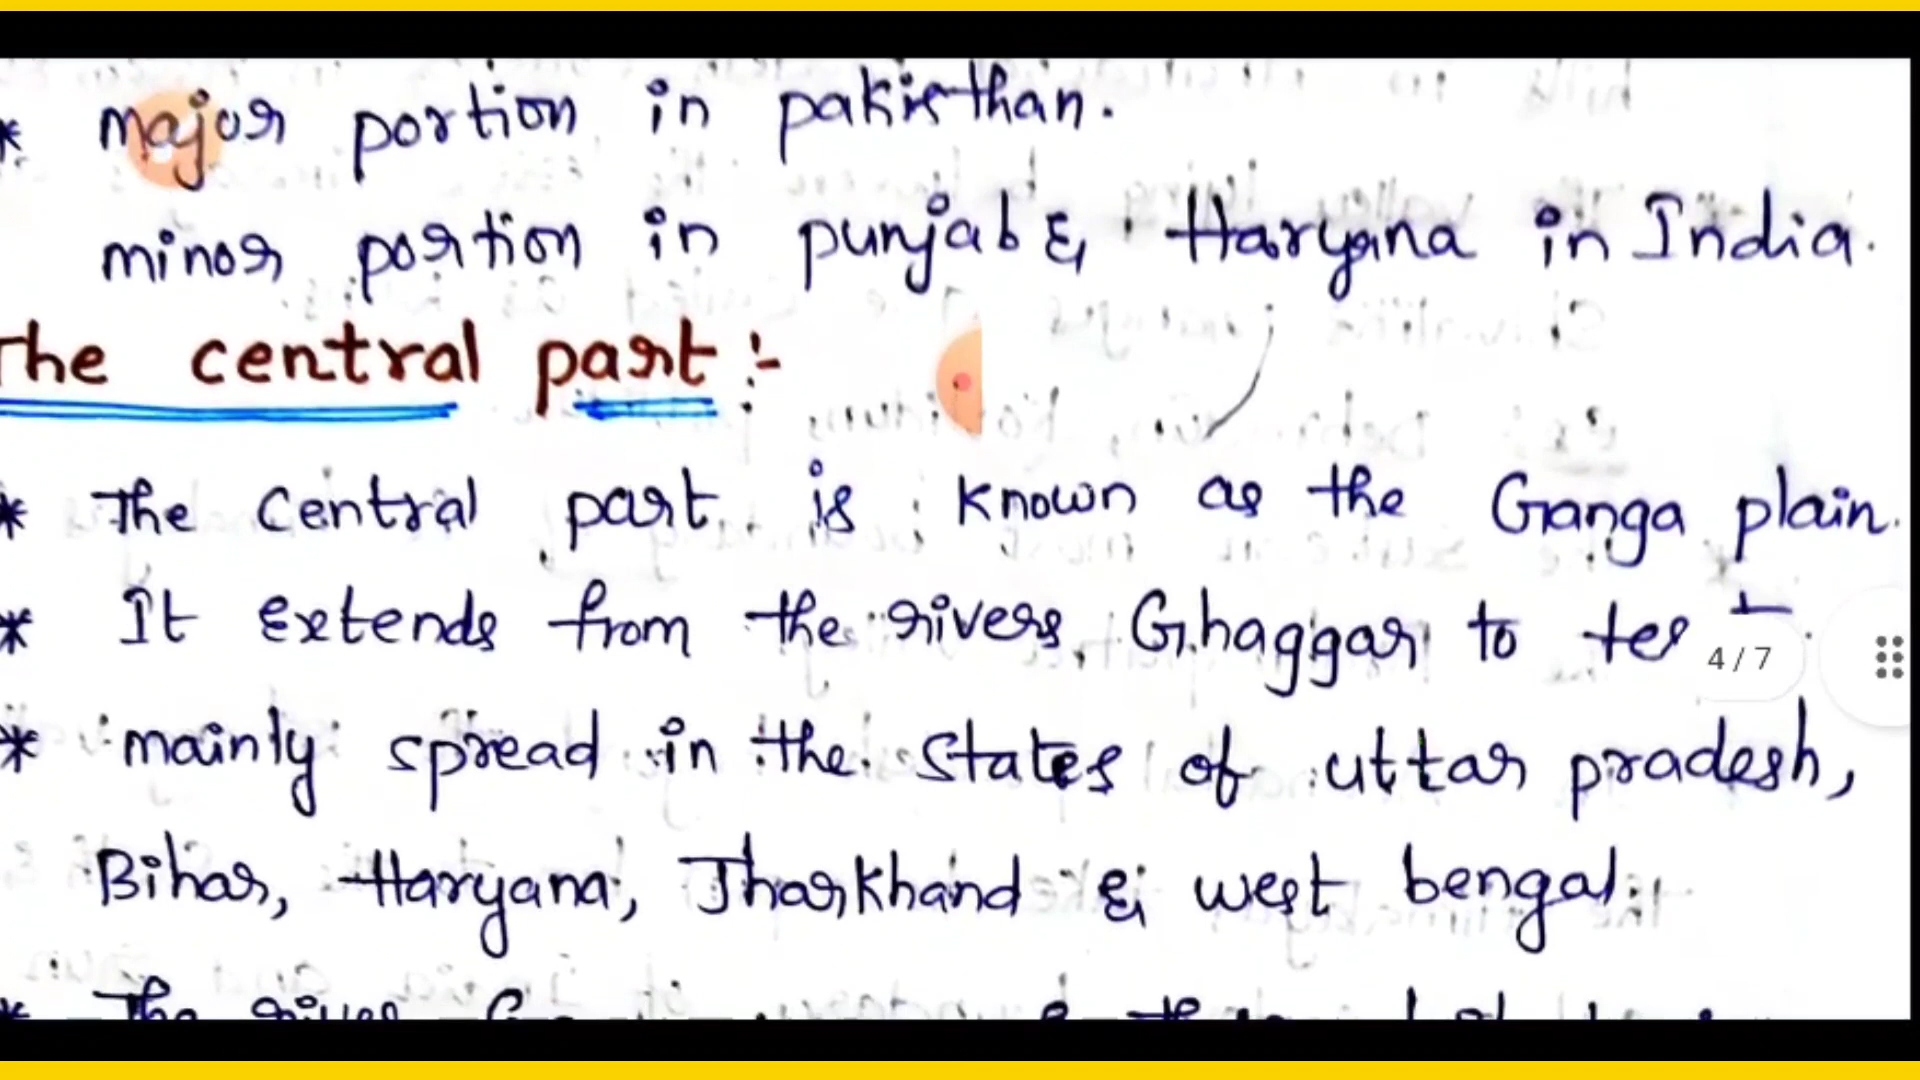 * major portion in pakisthan.
minor portion in punjab & Haryana in India.
The central part :-
* The central part is known as the Ganga plain.
* It extends from the rivers Ghaggar to
4/7
* mainly spread in the states of uttar pradesh,
Bihar, Haryana, Jharkhand & west bengal.
* The river